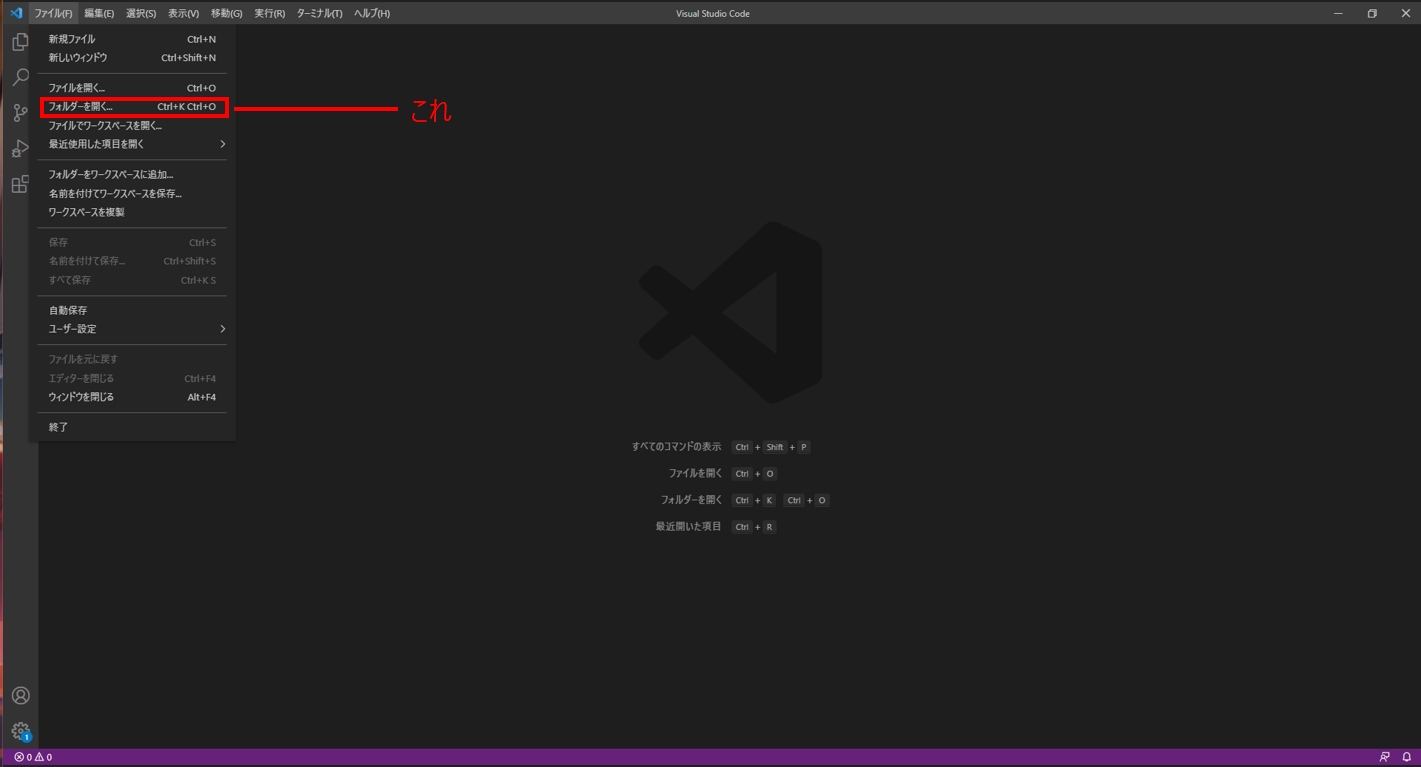 ファイル(F) 編集(E) 選択(S) 表示(V) 移動(G) 実行(R) ターミナル(T) ヘルプ(H) Visual Studio Code
新規ファイル Ctrl+N
新しいウィンドウ Ctrl+Shift+N
ファイルを開く... Ctrl+O
フォルダーを開く... Ctrl+K Ctrl+O
これ
ファイルでワークスペースを開く...
最近使用した項目を開く
フォルダーをワークスペースに追加...
名前を付けてワークスペースを保存...
ワークスペースを複製
保存 Ctrl+S
名前を付けて保存... Ctrl+Shift+S
すべて保存 Ctrl+K S
自動保存
ユーザー設定
ファイルを元に戻す
エディターを閉じる Ctrl+F4
ウィンドウを閉じる Alt+F4
終了
すべてのコマンドの表示 Ctrl + Shift + P
ファイルを開く Ctrl + O
フォルダーを開く Ctrl + K Ctrl + O
最近開いた項目 Ctrl + R
1
0 0